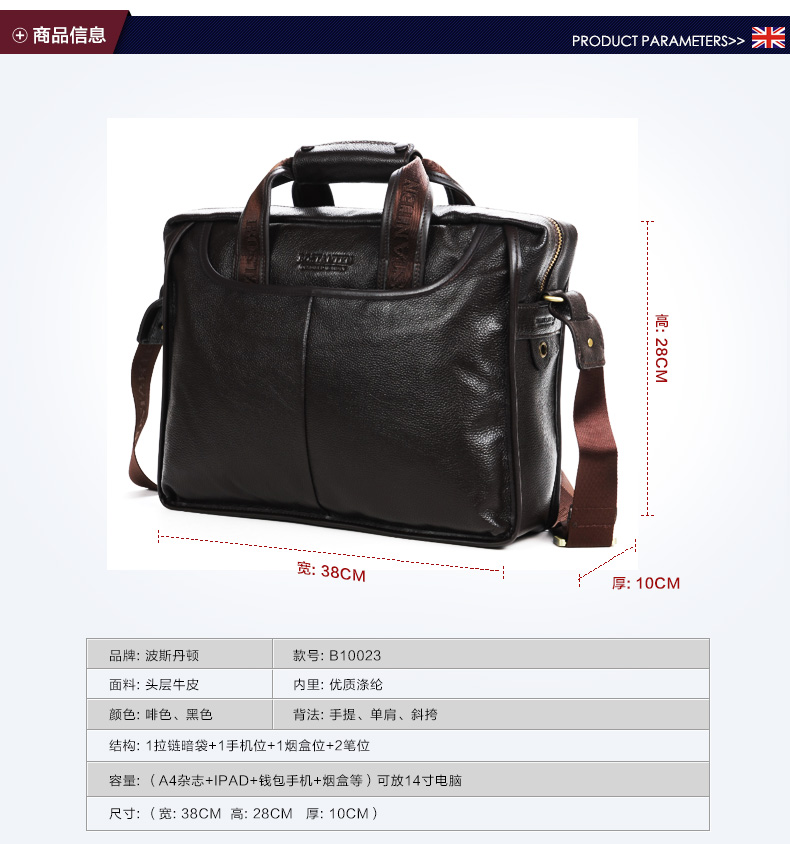 商品信息
PRODUCT PARAMETERS>>
高: 28CM
宽: 38CM
厚: 10CM
品牌: 波斯丹顿
款号: B10023
面料: 头层牛皮
内里: 优质涤纶
颜色: 啡色、黑色
背法: 手提、单肩、斜挎
结构: 1拉链暗袋+1手机位+1烟盒位+2笔位
容量: （A4杂志+IPAD+钱包手机+烟盒等）可放14寸电脑
尺寸: （宽: 38CM 高: 28CM 厚: 10CM）